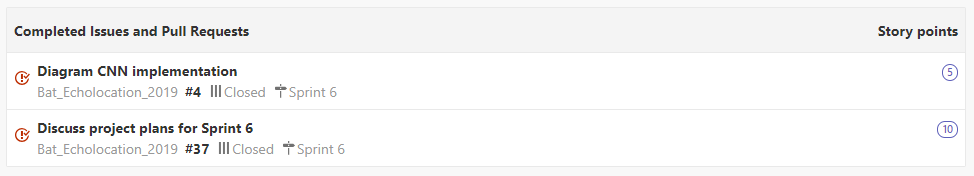 Completed Issues and Pull Requests Story points
Diagram CNN implementation 5
Bat_Echolocation_2019 #4 Closed Sprint 6
Discuss project plans for Sprint 6 10
Bat_Echolocation_2019 #37 Closed Sprint 6